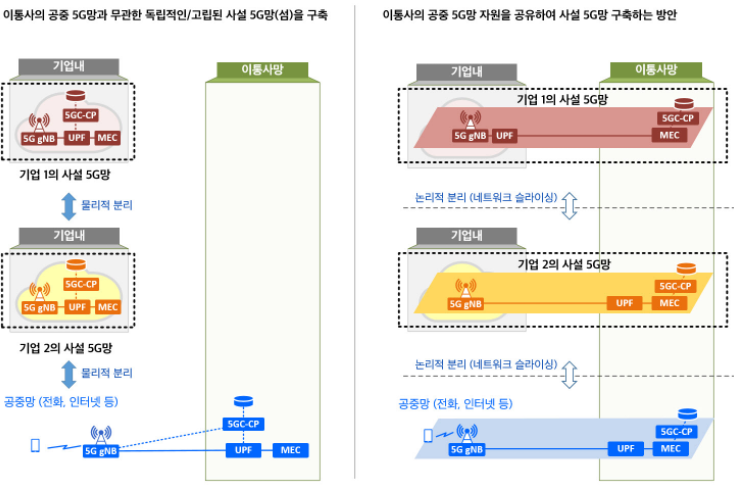 이통사의 공중 5G망과 무관한 독립적인/고립된 사설 5G망(섬)을 구축
기업내
이통사망
5GC-CP
5G gNB
UPF
MEC
기업 1의 사설 5G망
물리적 분리
기업내
5GC-CP
5G gNB
UPF
MEC
기업 2의 사설 5G망
물리적 분리
공중망 (전화, 인터넷 등)
5GC-CP
5G gNB
UPF
MEC
이통사의 공중 5G망 자원을 공유하여 사설 5G망 구축하는 방안
기업내
이통사망
기업 1의 사설 5G망
5GC-CP
5G gNB
UPF
MEC
논리적 분리 (네트워크 슬라이싱)
기업내
기업 2의 사설 5G망
5GC-CP
5G gNB
UPF
MEC
논리적 분리 (네트워크 슬라이싱)
공중망 (전화, 인터넷 등)
5GC-CP
5G gNB
UPF
MEC